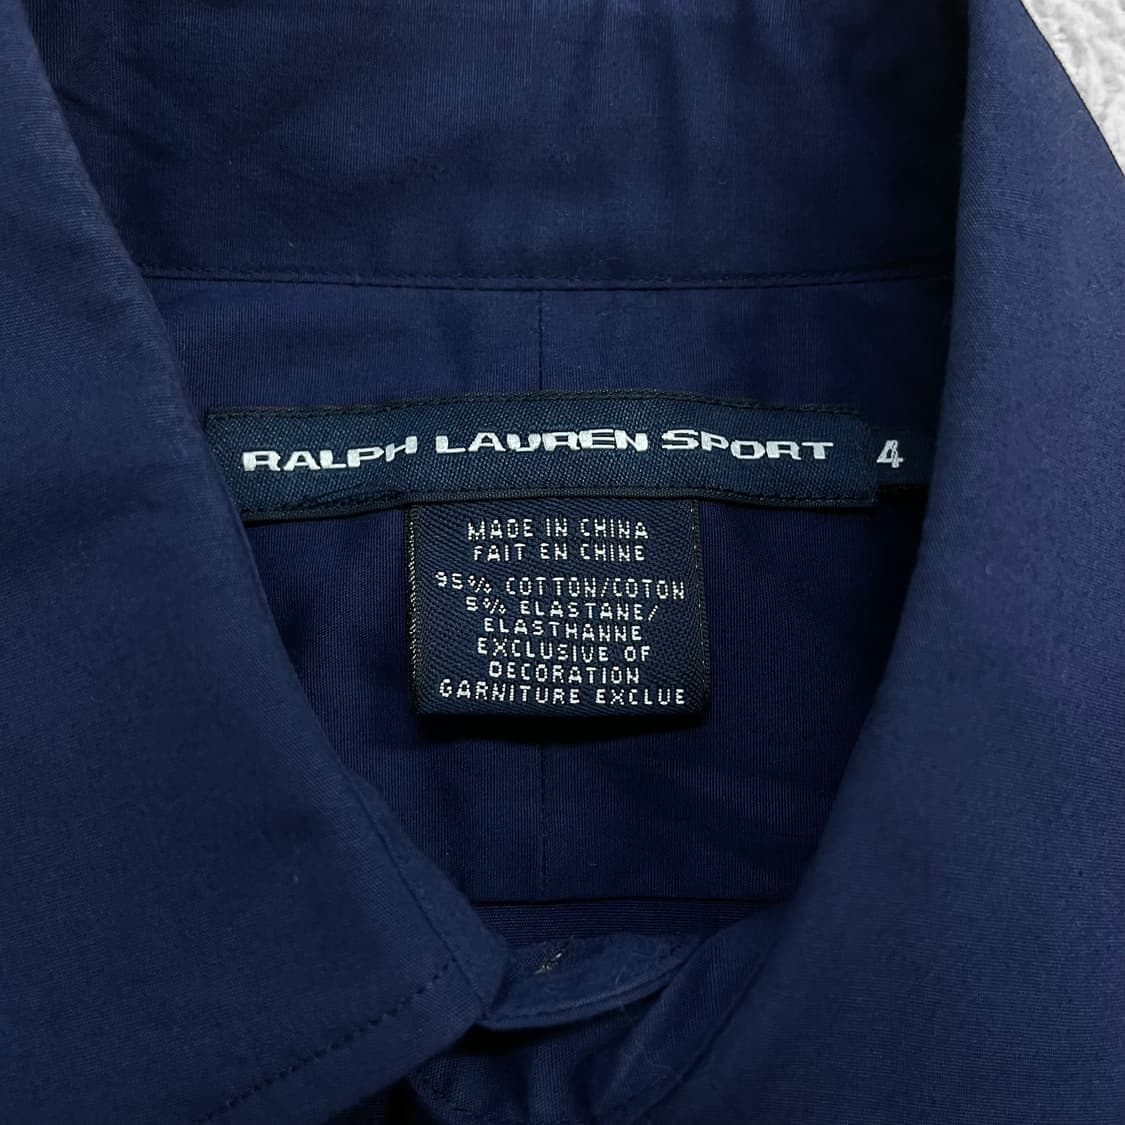 RALPH LAUREN SPORT 4
MADE IN CHINA
FAIT EN CHINE
95% COTTON/COTON
5% ELASTANE/
ELASTHANNE
EXCLUSIVE OF
DECORATION
GARNITURE EXCLUE